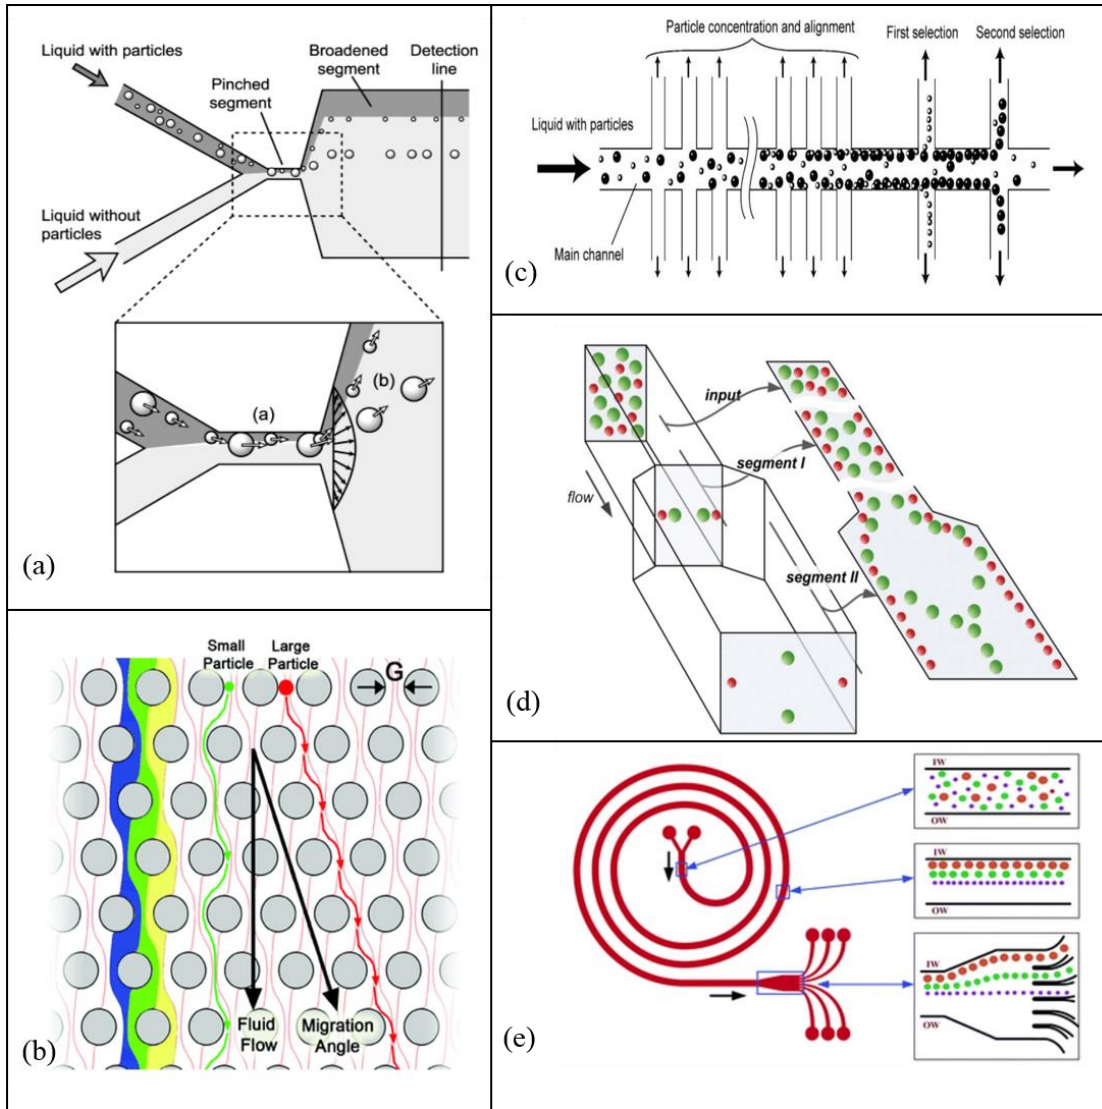 Liquid with
particles
Pinched
segment
Broadened
segment
Detection
line
Liquid without
particles
(a)
(b)
(a)
Small
Particle
Large
Particle
G
Fluid
Flow
Migration
Angle
(b)
Particle concentration and alignment
First selection
Second selection
Liquid with particles
Main channel
(c)
input
segment I
flow
segment II
(d)
IW
OW
IW
OW
IW
OW
(e)